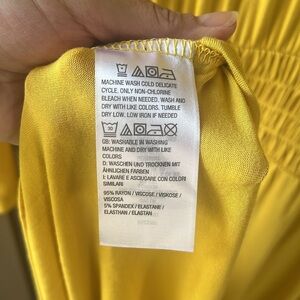 MACHINE WASH COLD DELICATE
CYCLE. ONLY NON-CHLORINE
BLEACH WHEN NEEDED. WASH AND
DRY WITH LIKE COLORS. TUMBLE
DRY LOW. LOW IRON IF NEEDED
30
GB: WASHABLE IN WASHING
MACHINE AND DRY WITH LIKE
COLORS
D: WASCHEN UND TROCKNEN MIT
ÄHNLICHEN FARBEN
I: LAVARE E ASCIUGARE CON COLORI
SIMILARI
95% RAYON / VISCOSE / VISKOSE /
VISCOSA
5% SPANDEX / ELASTANE /
ELASTHAN / ELASTAN